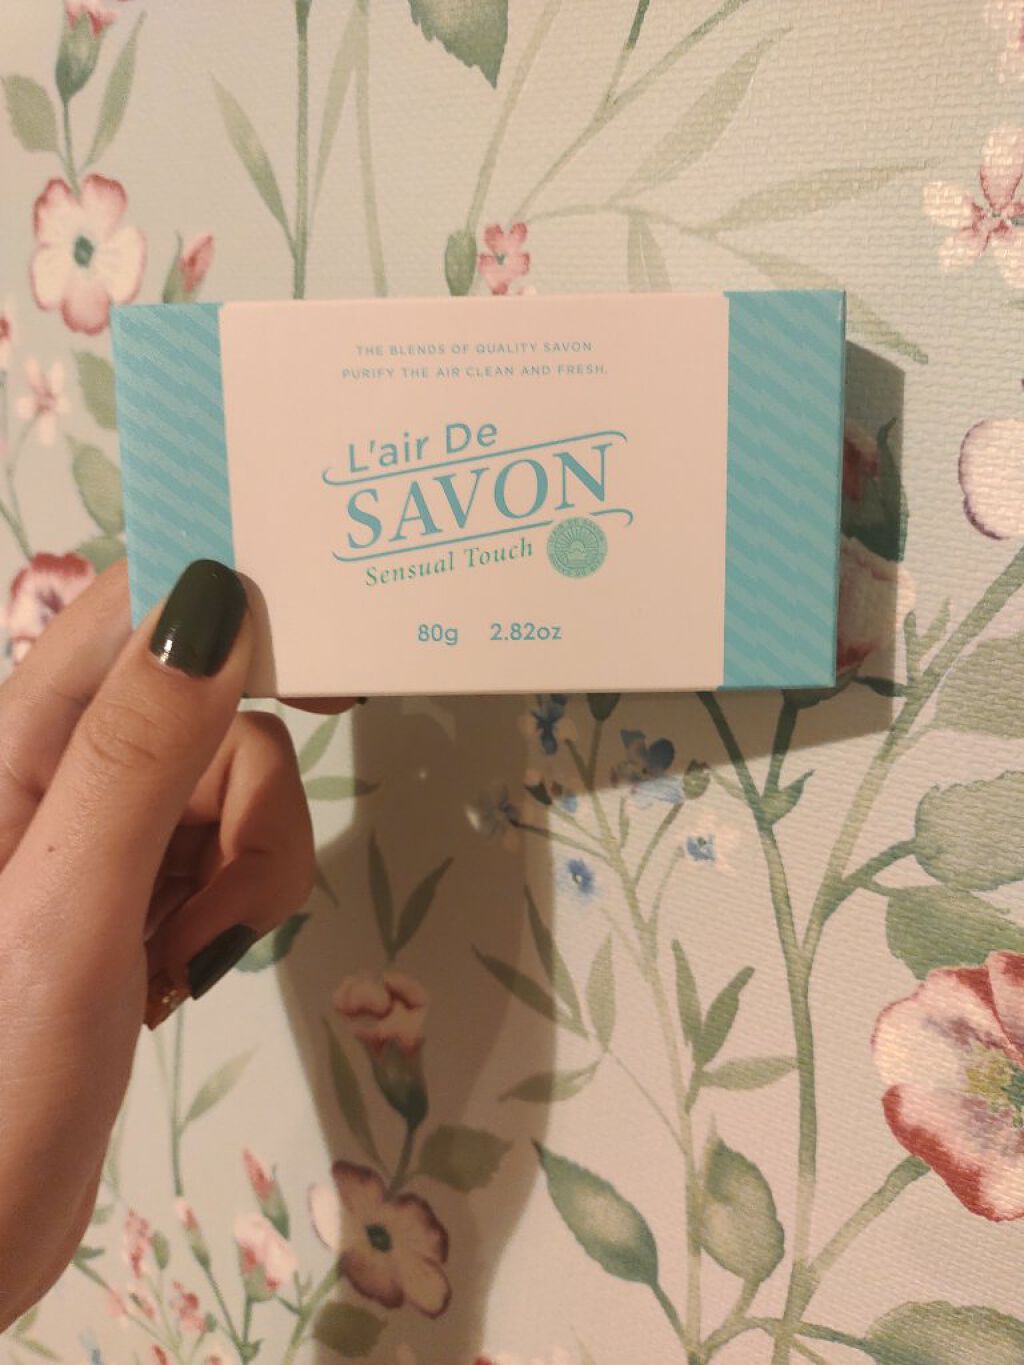 THE BLENDS OF QUALITY SAVON
PURIFY THE AIR CLEAN AND FRESH.
L'air De
SAVON
Sensual Touch
80g 2.82oz